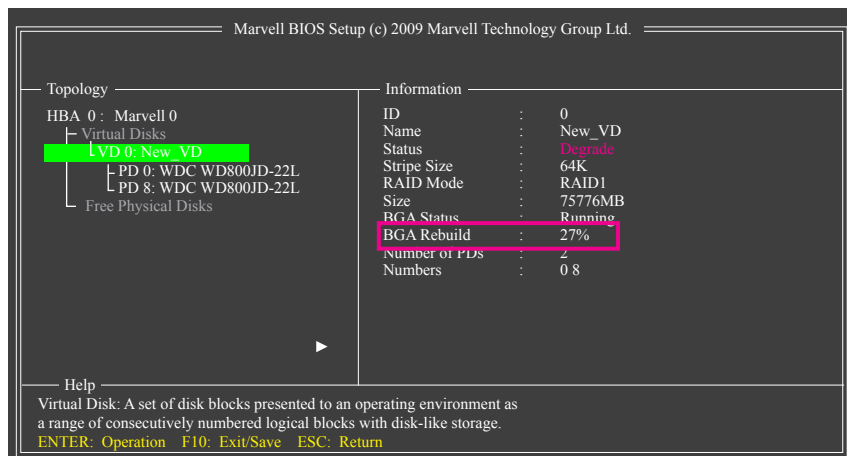 Marvell BIOS Setup (c) 2009 Marvell Technology Group Ltd.
Topology
HBA 0 : Marvell 0
Virtual Disks
VD 0: New_VD
PD 0: WDC WD800JD-22L
PD 8: WDC WD800JD-22L
Free Physical Disks
Information
ID : 0
Name : New_VD
Status : Degrade
Stripe Size : 64K
RAID Mode : RAID1
Size : 75776MB
BGA Status : Running
BGA Rebuild : 27%
Number of PDs : 2
Numbers : 0 8
Help
Virtual Disk: A set of disk blocks presented to an operating environment as
a range of consecutively numbered logical blocks with disk-like storage.
ENTER: Operation F10: Exit/Save ESC: Return